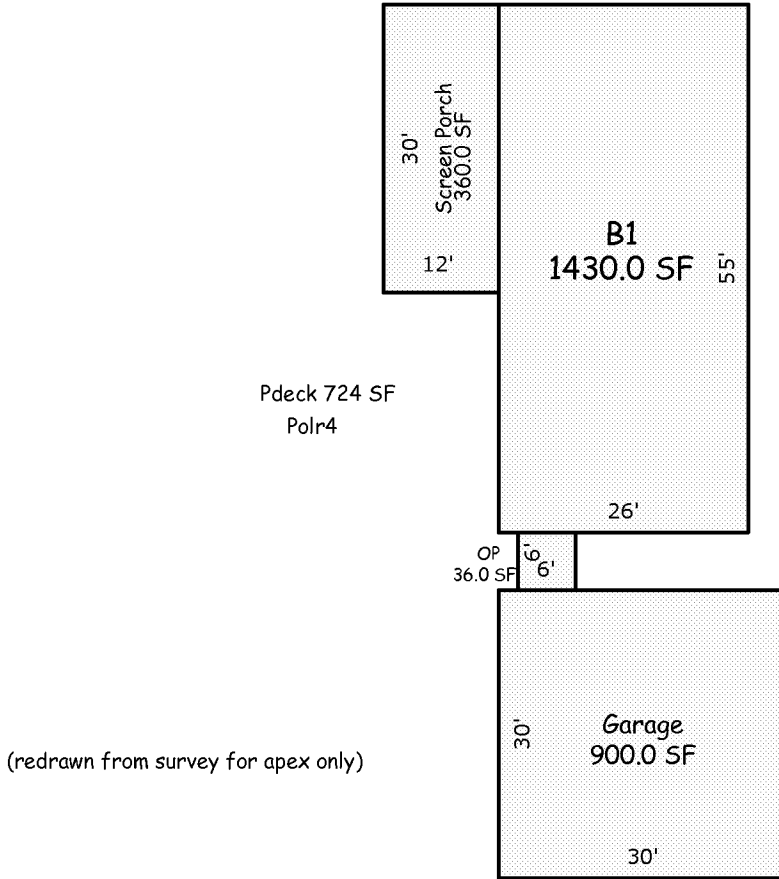 Screen Porch
360.0 SF
30'
12'
B1
1430.0 SF
55'
26'
Pdeck 724 SF
Polr4
OP
36.0 SF
6'
6'
Garage
900.0 SF
30'
30'
(redrawn from survey for apex only)